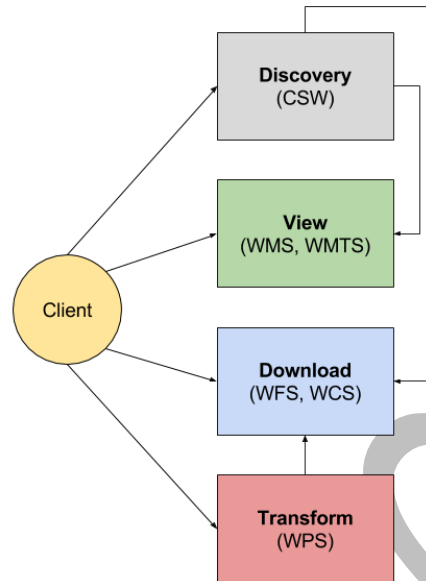 Discovery
(CSW)
View
(WMS, WMTS)
Client
Download
(WFS, WCS)
Transform
(WPS)